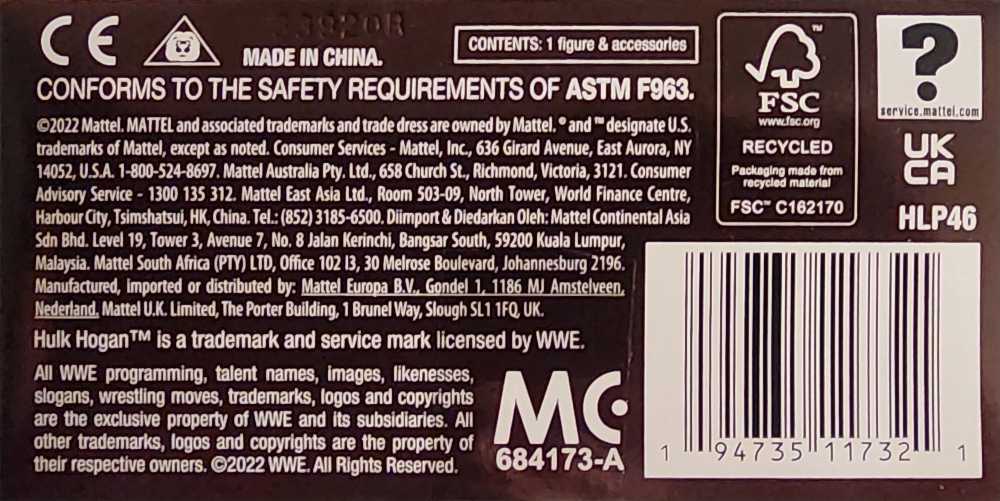 CE
MADE IN CHINA.
CONTENTS: 1 figure & accessories
CONFORMS TO THE SAFETY REQUIREMENTS OF ASTM F963.
©2022 Mattel. MATTEL and associated trademarks and trade dress are owned by Mattel. ® and ™ designate U.S.
trademarks of Mattel, except as noted. Consumer Services - Mattel, Inc., 636 Girard Avenue, East Aurora, NY
14052, U.S.A. 1-800-524-8697. Mattel Australia Pty. Ltd., 658 Church St., Richmond, Victoria, 3121. Consumer
Advisory Service - 1300 135 312. Mattel East Asia Ltd., Room 503-09, North Tower, World Finance Centre,
Harbour City, Tsimshatsui, HK, China. Tel.: (852) 3185-6500. Diimport & Diedarkan Oleh: Mattel Continental Asia
Sdn Bhd. Level 19, Tower 3, Avenue 7, No. 8 Jalan Kerinchi, Bangsar South, 59200 Kuala Lumpur,
Malaysia. Mattel South Africa (PTY) LTD, Office 102 I3, 30 Melrose Boulevard, Johannesburg 2196.
Manufactured, imported or distributed by: Mattel Europa B.V., Gondel 1, 1186 MJ Amstelveen,
Nederland. Mattel U.K. Limited, The Porter Building, 1 Brunel Way, Slough SL1 1FQ, UK.
Hulk Hogan™ is a trademark and service mark licensed by WWE.
All WWE programming, talent names, images, likenesses,
slogans, wrestling moves, trademarks, logos and copyrights
are the exclusive property of WWE and its subsidiaries. All
other trademarks, logos and copyrights are the property of
their respective owners. ©2022 WWE. All Rights Reserved.
MC
684173-A
™
FSC
www.fsc.org
RECYCLED
Packaging made from
recycled material
FSC™ C162170
?
service.mattel.com
UK
CA
HLP46
1 94735 11732 1